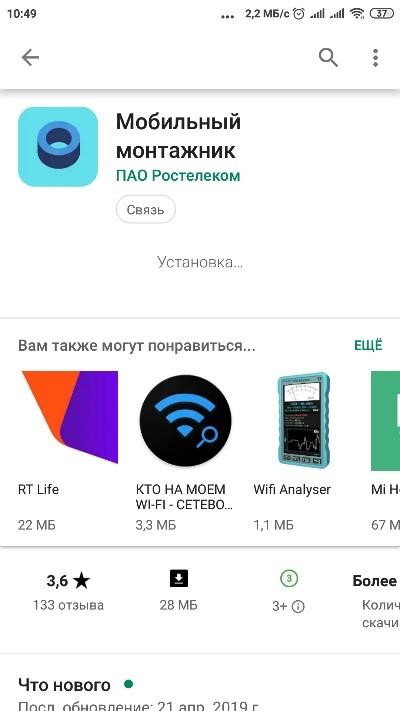 10:49 ... 2,2 МБ/с 37
Мобильный
монтажник
ПАО Ростелеком
Связь
Установка...
Вам также могут понравиться... ЕЩЁ
RT Life КТО НА МОЕМ Wifi Analyser Mi H
WI-FI - СЕТЕВО...
22 МБ 3,3 МБ 1,1 МБ 67 М
3,6 ★ 3 Более
133 отзыва 28 МБ 3+ Колич
скачи
Что нового
Посл. обновление: 21 апр. 2019 г.